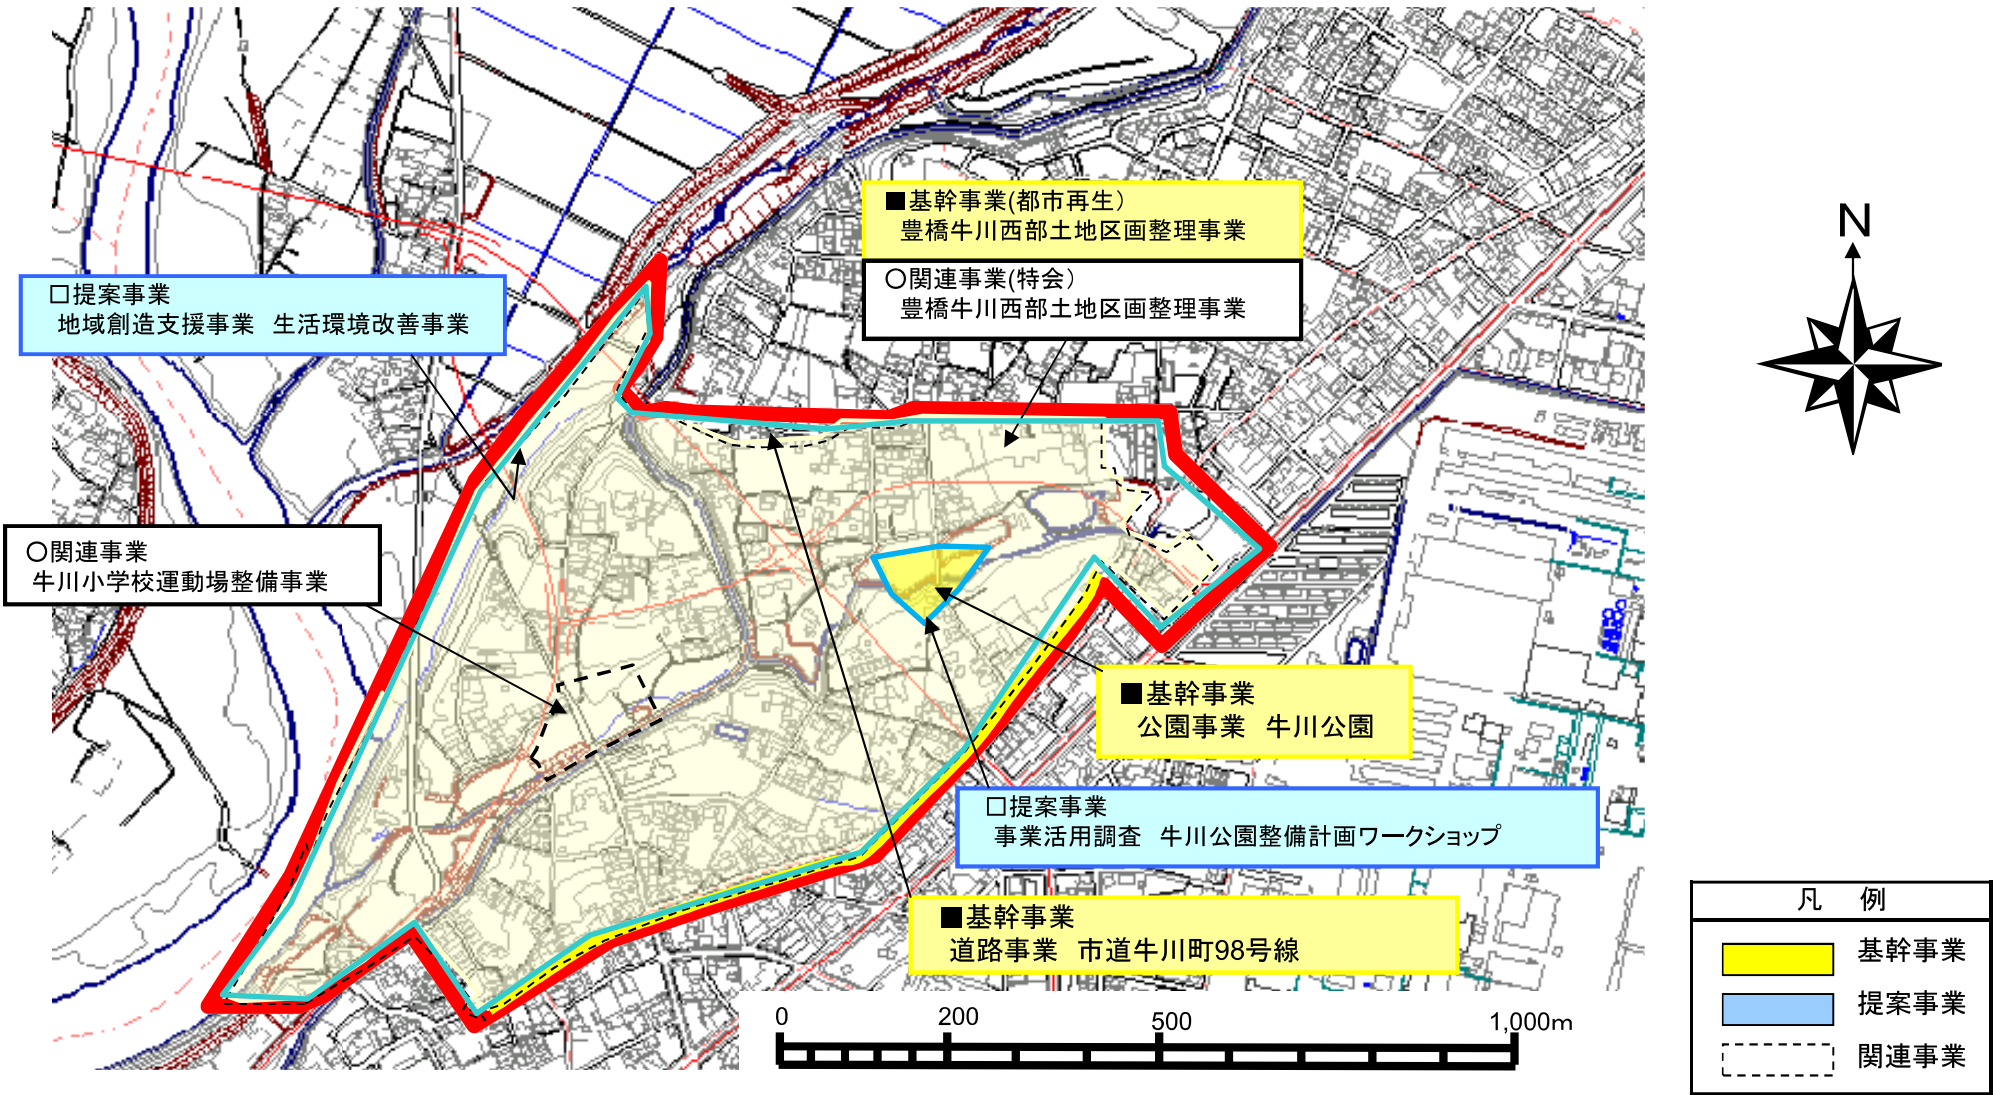 ■基幹事業(都市再生)
豊橋牛川西部土地区画整理事業
○関連事業(特会)
豊橋牛川西部土地区画整理事業
N
□提案事業
地域創造支援事業 生活環境改善事業
○関連事業
牛川小学校運動場整備事業
■基幹事業
公園事業 牛川公園
□提案事業
事業活用調査 牛川公園整備計画ワークショップ
■基幹事業
道路事業 市道牛川町98号線
0 200 500 1,000m
凡 例
基幹事業
提案事業
関連事業